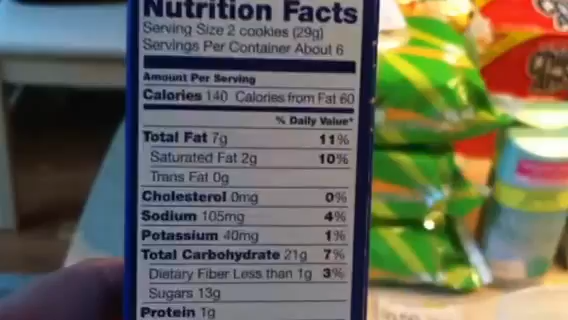 Nutrition Facts
Serving Size 2 cookies (29g)
Servings Per Container About 6
Amount Per Serving
Calories 140 Calories from Fat 60
% Daily Value*
Total Fat 7g 11%
Saturated Fat 2g 10%
Trans Fat 0g
Cholesterol 0mg 0%
Sodium 105mg 4%
Potassium 40mg 1%
Total Carbohydrate 21g 7%
Dietary Fiber Less than 1g 3%
Sugars 13g
Protein 1g